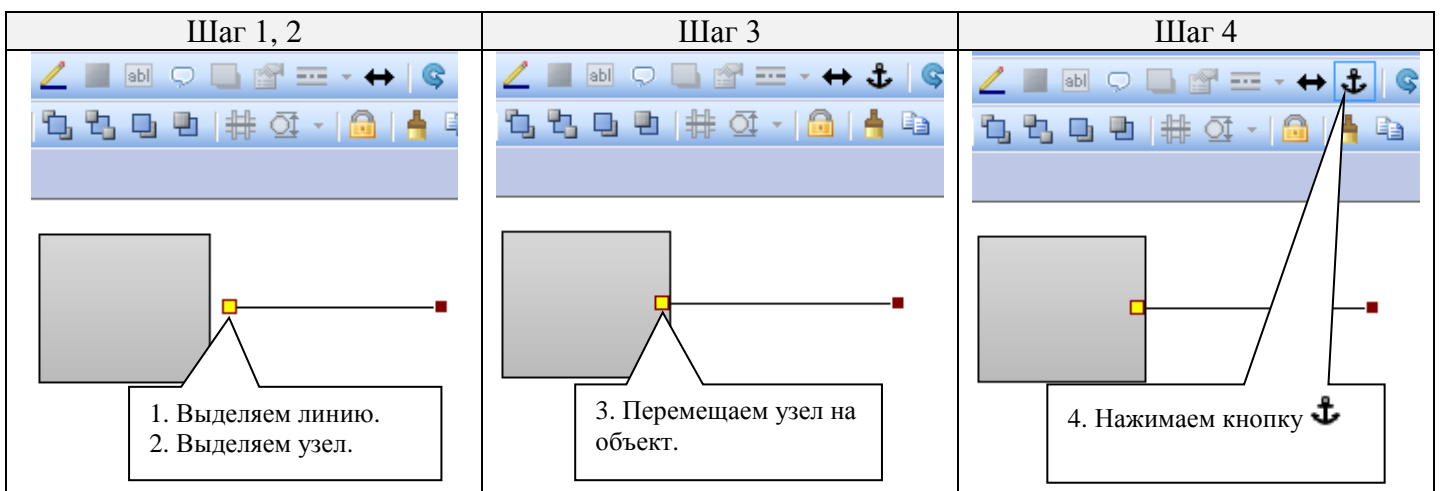 Шаг 1, 2
Шаг 3
Шаг 4
abl
abl
abl
1. Выделяем линию.
2. Выделяем узел.
3. Перемещаем узел на
объект.
4. Нажимаем кнопку